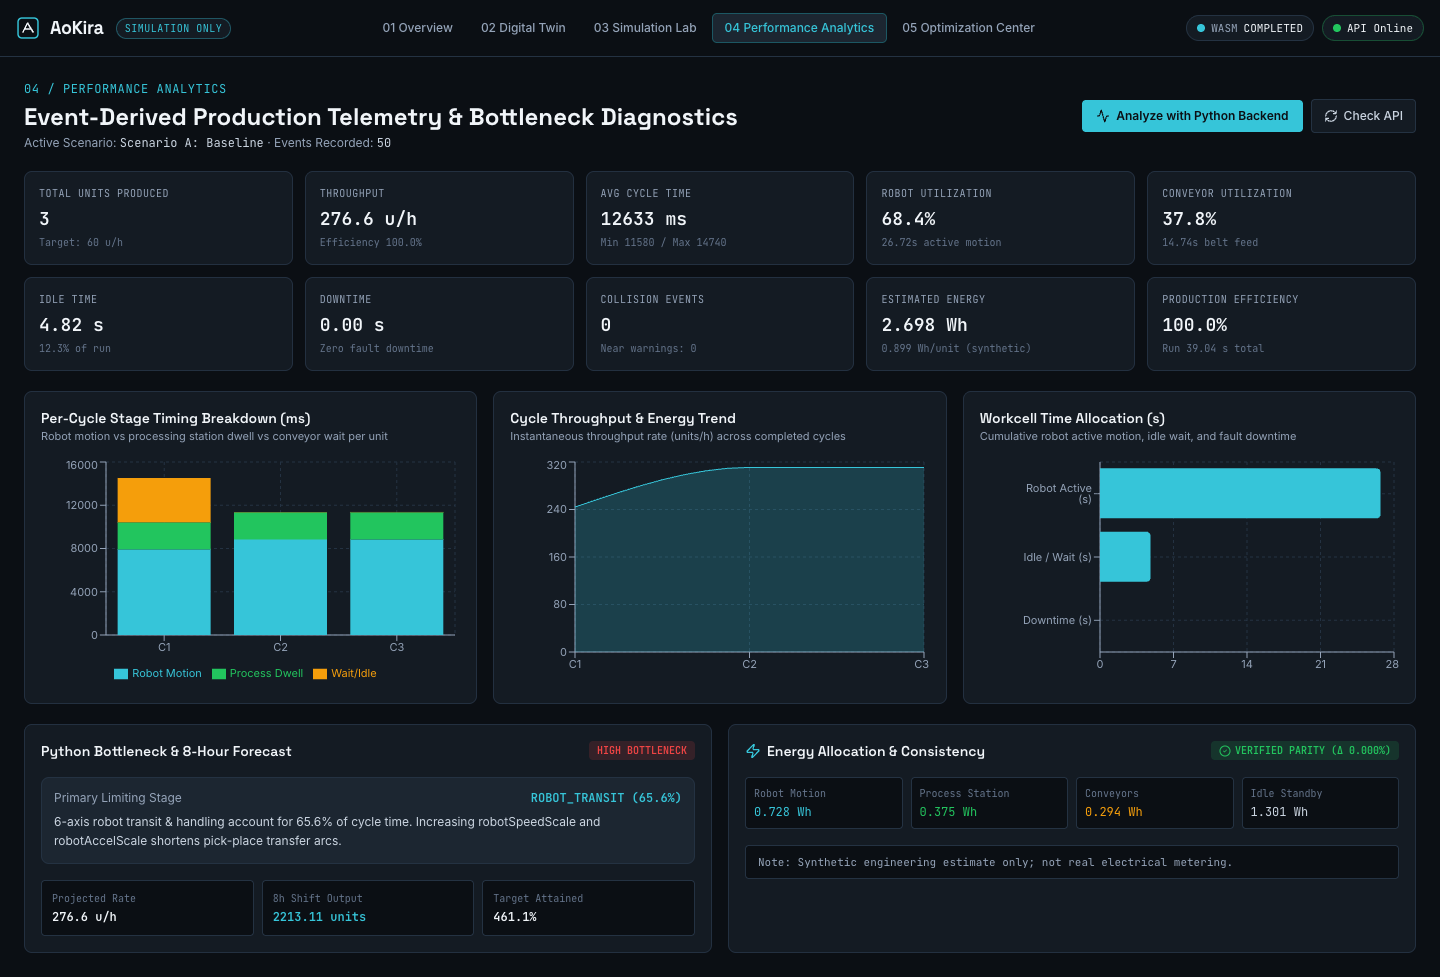 AoKira
SIMULATION ONLY
01 Overview
02 Digital Twin
03 Simulation Lab
04 Performance Analytics
05 Optimization Center
WASM COMPLETED
API Online
04 / PERFORMANCE ANALYTICS
Event-Derived Production Telemetry & Bottleneck Diagnostics
Active Scenario: Scenario A: Baseline · Events Recorded: 50
Analyze with Python Backend
Check API
TOTAL UNITS PRODUCED
3
Target: 60 u/h
THROUGHPUT
276.6 u/h
Efficiency 100.0%
AVG CYCLE TIME
12633 ms
Min 11580 / Max 14740
ROBOT UTILIZATION
68.4%
26.72s active motion
CONVEYOR UTILIZATION
37.8%
14.74s belt feed
IDLE TIME
4.82 s
12.3% of run
DOWNTIME
0.00 s
Zero fault downtime
COLLISION EVENTS
0
Near warnings: 0
ESTIMATED ENERGY
2.698 Wh
0.899 Wh/unit (synthetic)
PRODUCTION EFFICIENCY
100.0%
Run 39.04 s total
Per-Cycle Stage Timing Breakdown (ms)
Robot motion vs processing station dwell vs conveyor wait per unit
16000
12000
8000
4000
0
C1 C2 C3
Robot Motion Process Dwell Wait/Idle
Cycle Throughput & Energy Trend
Instantaneous throughput rate (units/h) across completed cycles
320
240
160
80
0
C1 C2 C3
Workcell Time Allocation (s)
Cumulative robot active motion, idle wait, and fault downtime
Robot Active
(s)
Idle / Wait (s)
Downtime (s)
0 7 14 21 28
Python Bottleneck & 8-Hour Forecast
HIGH BOTTLENECK
Primary Limiting Stage
ROBOT_TRANSIT (65.6%)
6-axis robot transit & handling account for 65.6% of cycle time. Increasing robotSpeedScale and
robotAccelScale shortens pick-place transfer arcs.
Projected Rate
276.6 u/h
8h Shift Output
2213.11 units
Target Attained
461.1%
Energy Allocation & Consistency
VERIFIED PARITY (Δ 0.000%)
Robot Motion
0.728 Wh
Process Station
0.375 Wh
Conveyors
0.294 Wh
Idle Standby
1.301 Wh
Note: Synthetic engineering estimate only; not real electrical metering.